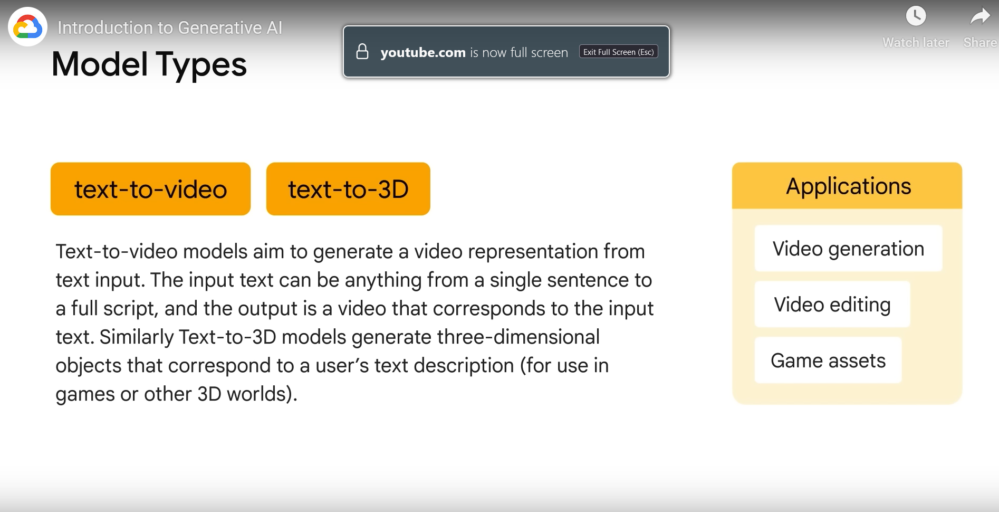 Introduction to Generative AI
youtube.com is now full screen Exit Full Screen (Esc)
Watch later Share
Model Types
text-to-video text-to-3D
Text-to-video models aim to generate a video representation from
text input. The input text can be anything from a single sentence to
a full script, and the output is a video that corresponds to the input
text. Similarly Text-to-3D models generate three-dimensional
objects that correspond to a user’s text description (for use in
games or other 3D worlds).
Applications
Video generation
Video editing
Game assets